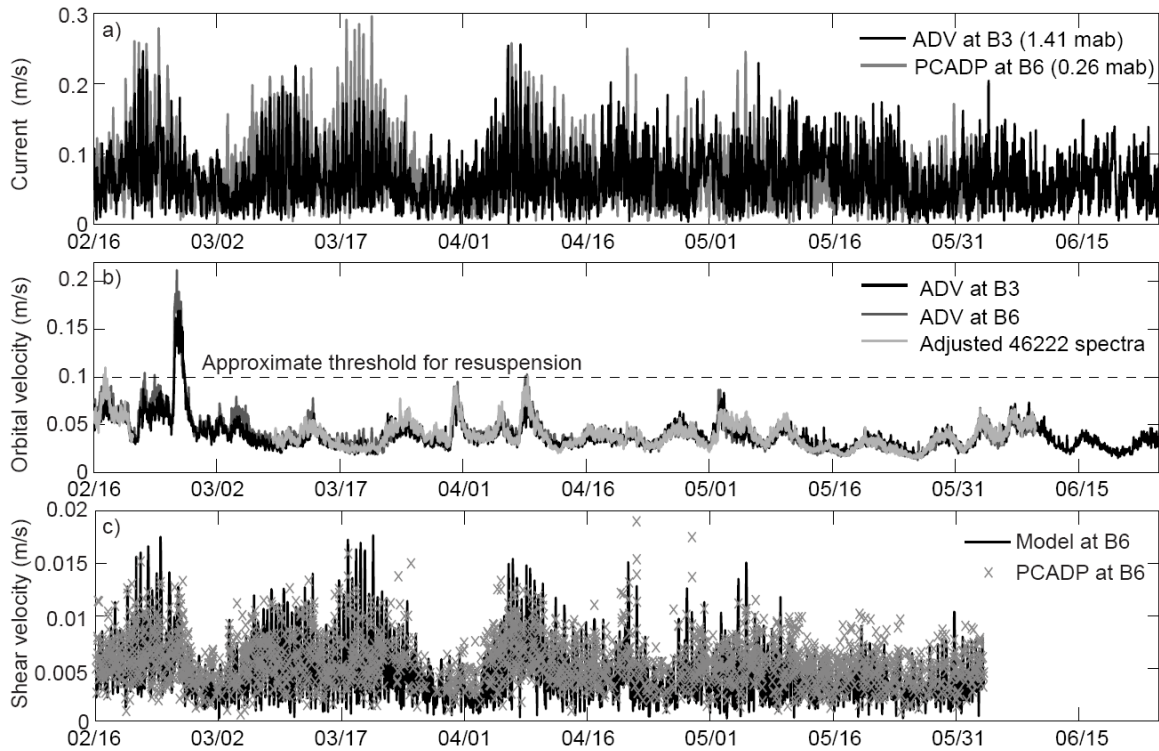 a)
Current (m/s)
0.3
0.2
0.1
0
ADV at B3 (1.41 mab)
PCADP at B6 (0.26 mab)
02/16 03/02 03/17 04/01 04/16 05/01 05/16 05/31 06/15
b)
Orbital velocity (m/s)
0.2
0.15
0.1
0.05
0
ADV at B3
ADV at B6
Adjusted 46222 spectra
Approximate threshold for resuspension
02/16 03/02 03/17 04/01 04/16 05/01 05/16 05/31 06/15
c)
Shear velocity (m/s)
0.02
0.015
0.01
0.005
0
Model at B6
PCADP at B6
02/16 03/02 03/17 04/01 04/16 05/01 05/16 05/31 06/15